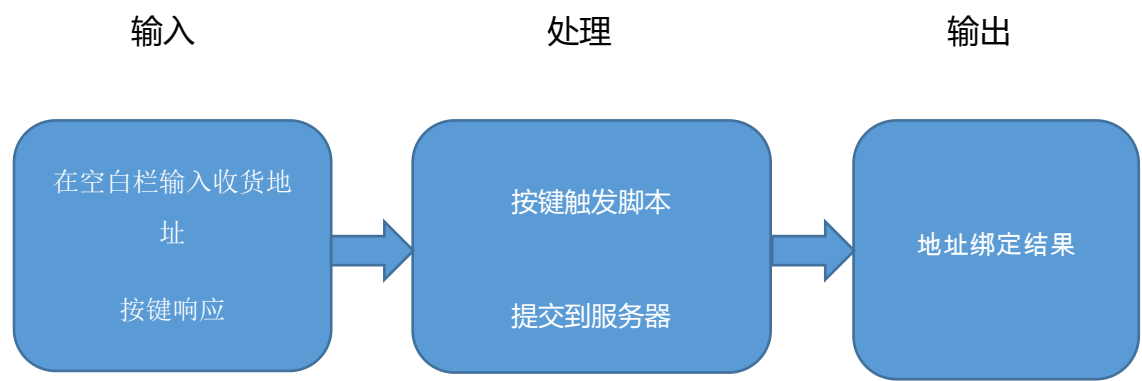 输入
处理
输出
在空白栏输入收货地
址
按键响应
按键触发脚本
提交到服务器
地址绑定结果